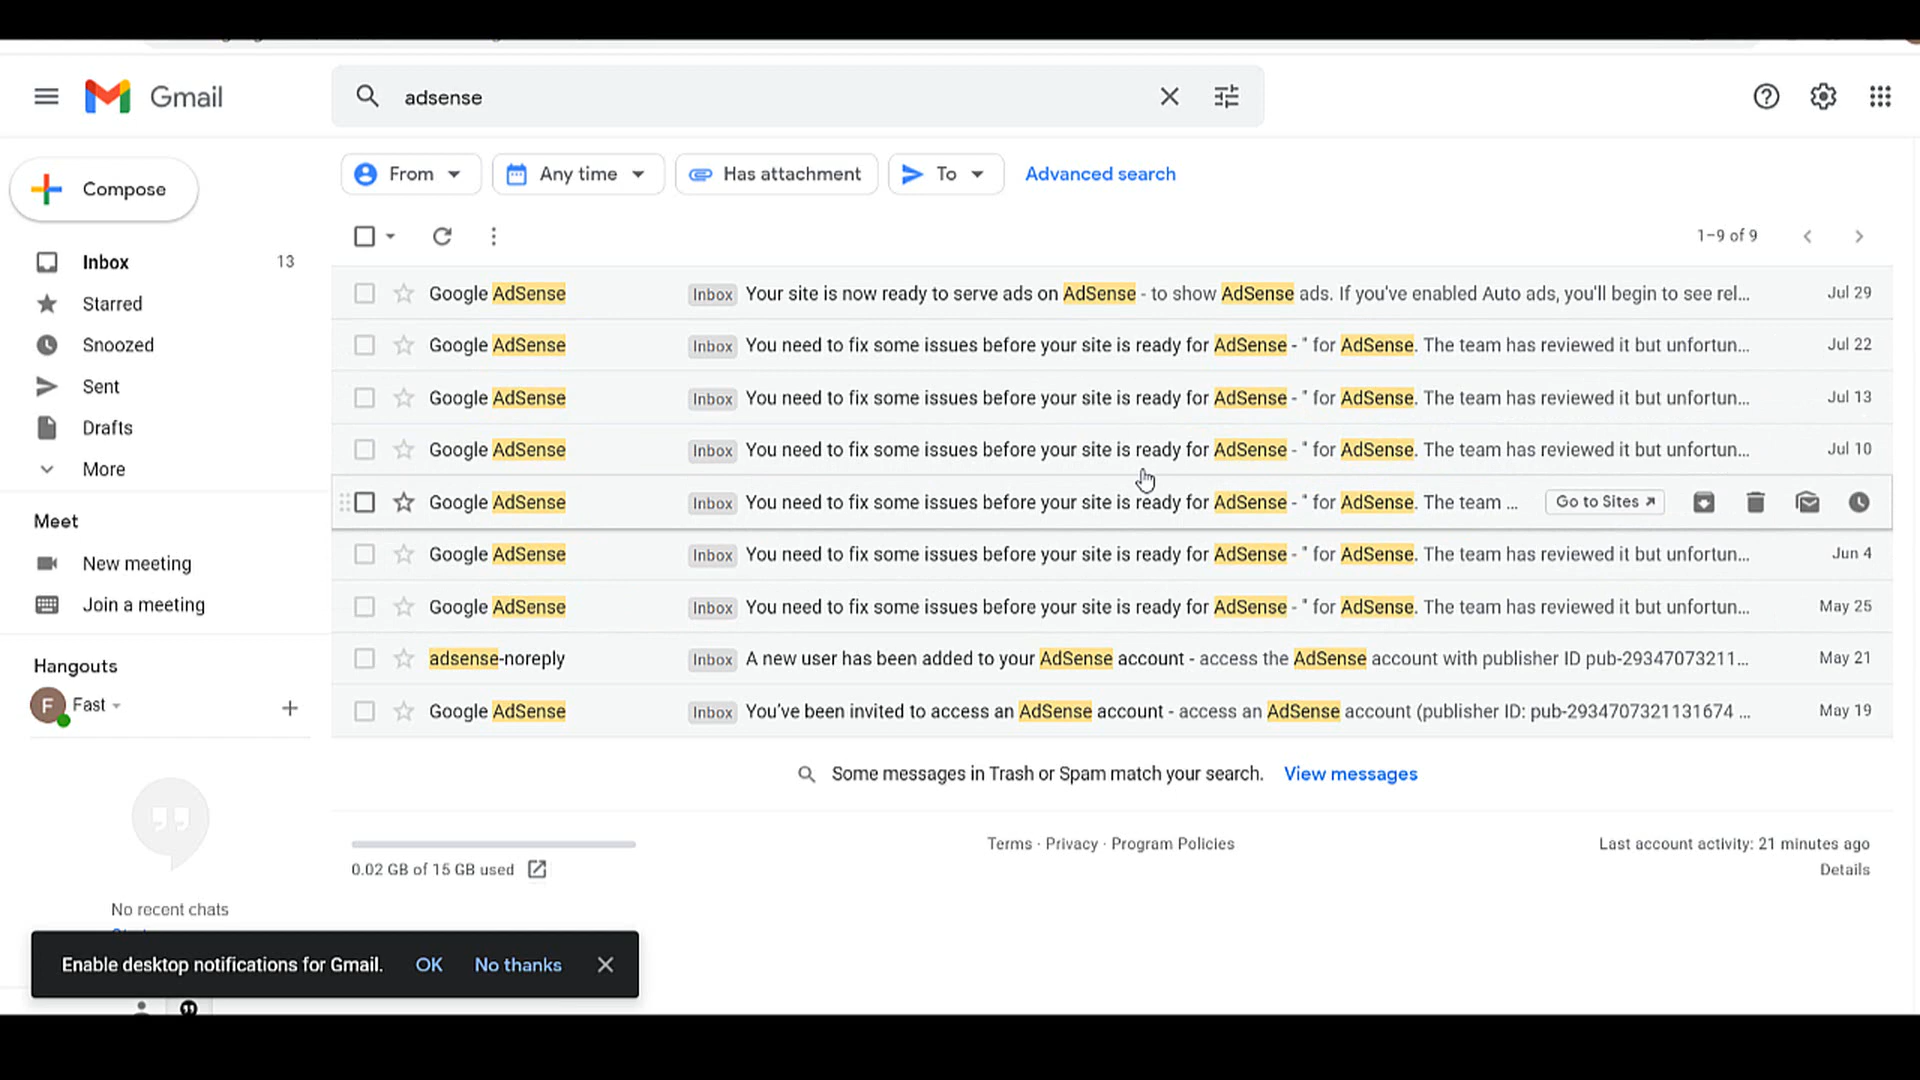 Gmail
adsense
Compose
From
Any time
Has attachment
To
Advanced search
1–9 of 9
Inbox 13
Starred
Snoozed
Sent
Drafts
More
Meet
New meeting
Join a meeting
Hangouts
F Fast
No recent chats
Google AdSense Inbox Your site is now ready to serve ads on AdSense - to show AdSense ads. If you've enabled Auto ads, you'll begin to see rel... Jul 29
Google AdSense Inbox You need to fix some issues before your site is ready for AdSense - " for AdSense. The team has reviewed it but unfortun... Jul 22
Google AdSense Inbox You need to fix some issues before your site is ready for AdSense - " for AdSense. The team has reviewed it but unfortun... Jul 13
Google AdSense Inbox You need to fix some issues before your site is ready for AdSense - " for AdSense. The team has reviewed it but unfortun... Jul 10
Google AdSense Inbox You need to fix some issues before your site is ready for AdSense - " for AdSense. The team ... Go to Sites
Google AdSense Inbox You need to fix some issues before your site is ready for AdSense - " for AdSense. The team has reviewed it but unfortun... Jun 4
Google AdSense Inbox You need to fix some issues before your site is ready for AdSense - " for AdSense. The team has reviewed it but unfortun... May 25
adsense-noreply Inbox A new user has been added to your AdSense account - access the AdSense account with publisher ID pub-29347073211... May 21
Google AdSense Inbox You've been invited to access an AdSense account - access an AdSense account (publisher ID: pub-2934707321131674 ... May 19
Some messages in Trash or Spam match your search. View messages
0.02 GB of 15 GB used
Terms · Privacy · Program Policies
Last account activity: 21 minutes ago
Details
Enable desktop notifications for Gmail. OK No thanks